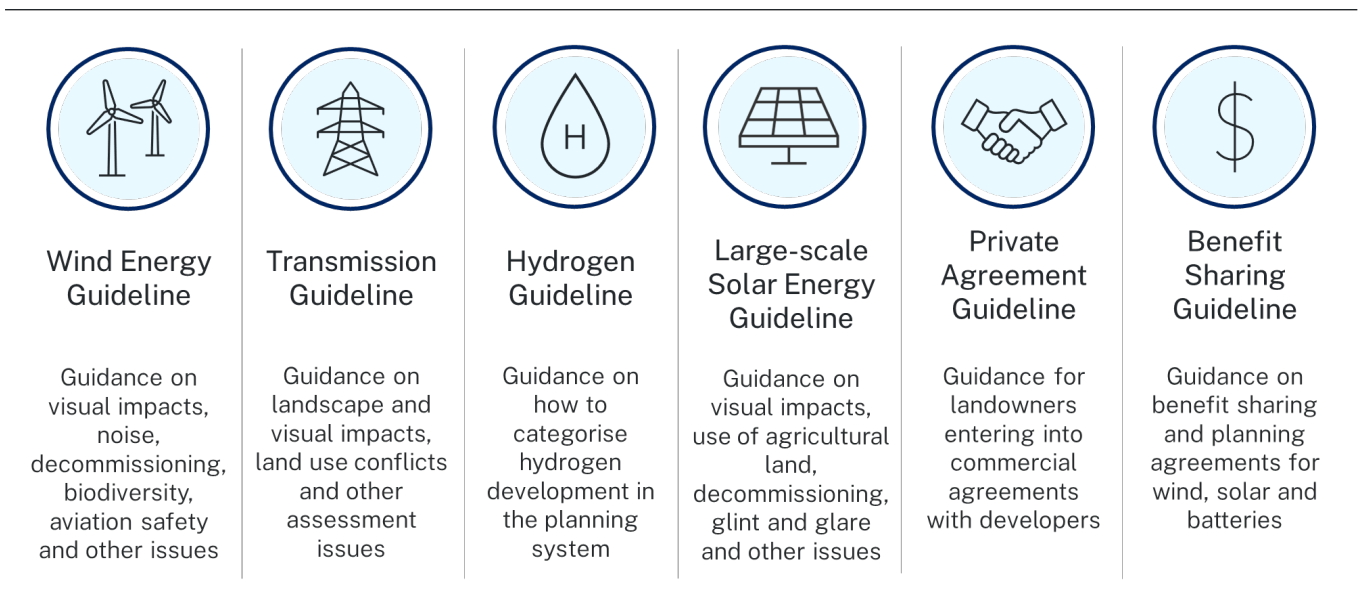 H
$
Wind Energy
Guideline
Guidance on
visual impacts,
noise,
decommissioning,
biodiversity,
aviation safety
and other issues
Transmission
Guideline
Guidance on
landscape and
visual impacts,
land use conflicts
and other
assessment
issues
Hydrogen
Guideline
Guidance on
how to
categorise
hydrogen
development in
the planning
system
Large-scale
Solar Energy
Guideline
Guidance on
visual impacts,
use of agricultural
land,
decommissioning,
glint and glare
and other issues
Private
Agreement
Guideline
Guidance for
landowners
entering into
commercial
agreements
with developers
Benefit
Sharing
Guideline
Guidance on
benefit sharing
and planning
agreements for
wind, solar and
batteries